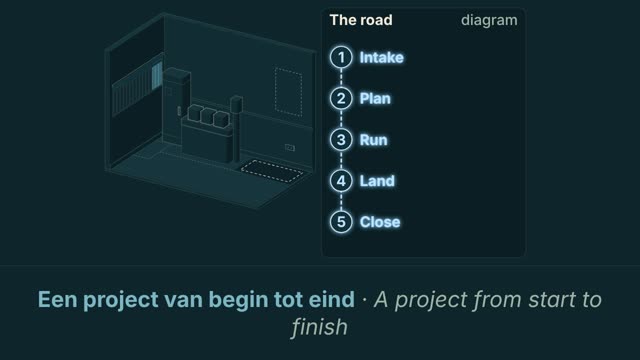 The road
diagram
1 Intake
2 Plan
3 Run
4 Land
5 Close
Een project van begin tot eind · A project from start to
finish